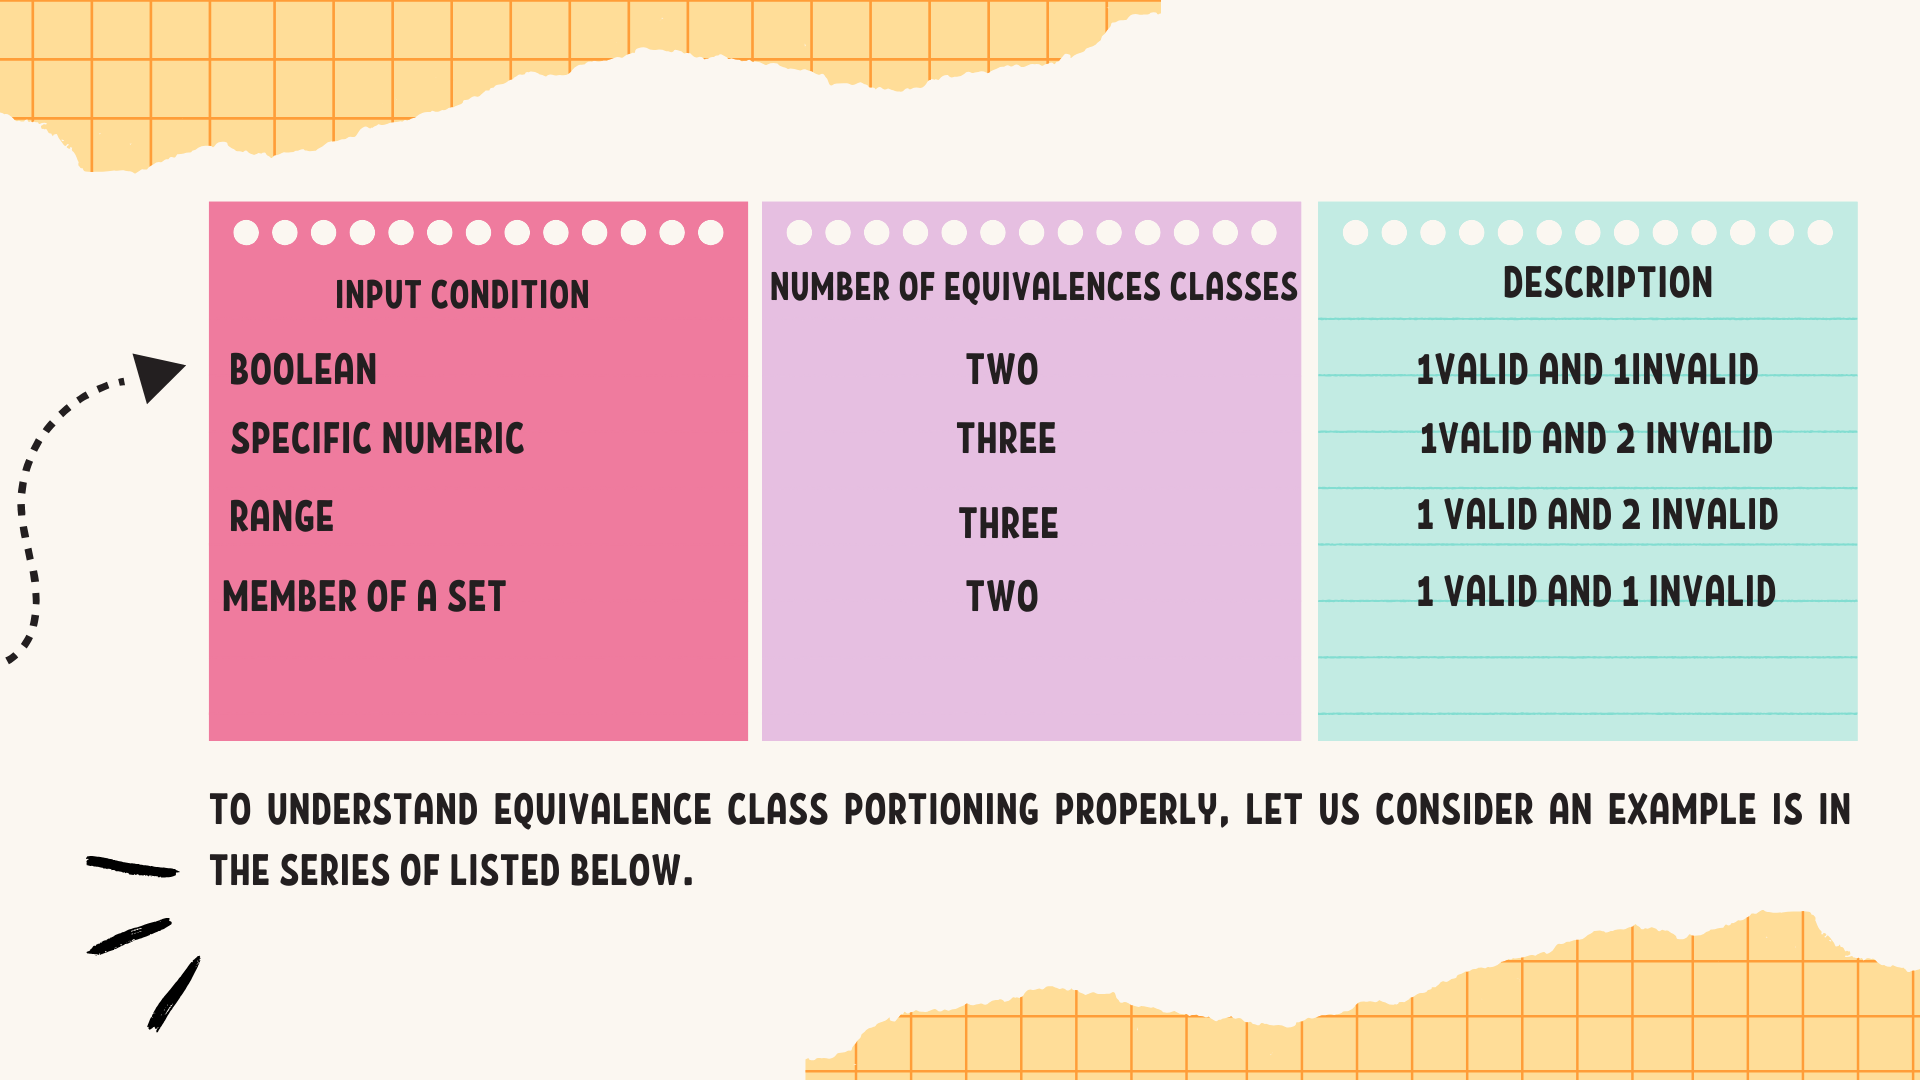 INPUT CONDITION
NUMBER OF EQUIVALENCES CLASSES
DESCRIPTION
BOOLEAN
TWO
1VALID AND 1INVALID
SPECIFIC NUMERIC
THREE
1VALID AND 2 INVALID
RANGE
THREE
1 VALID AND 2 INVALID
MEMBER OF A SET
TWO
1 VALID AND 1 INVALID
TO UNDERSTAND EQUIVALENCE CLASS PORTIONING PROPERLY, LET US CONSIDER AN EXAMPLE IS IN
THE SERIES OF LISTED BELOW.